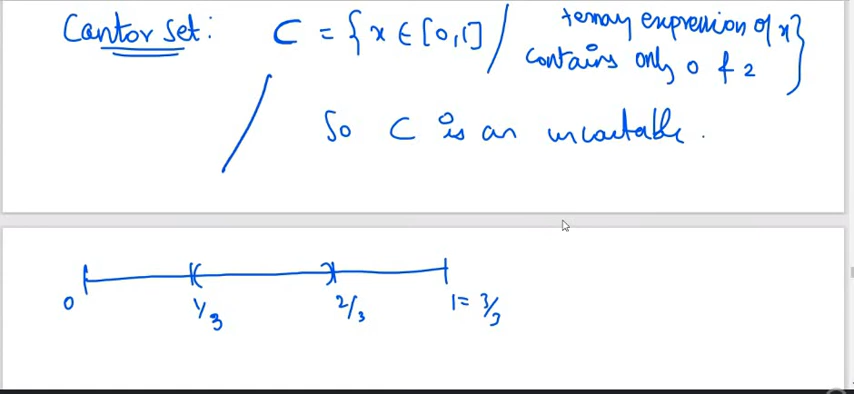 Cantor set : C = { x ∈ [0,1] / ternary expression of x
contains only 0 & 2 }
So C is an uncountable .
0 1/3 2/3 1 = 3/3